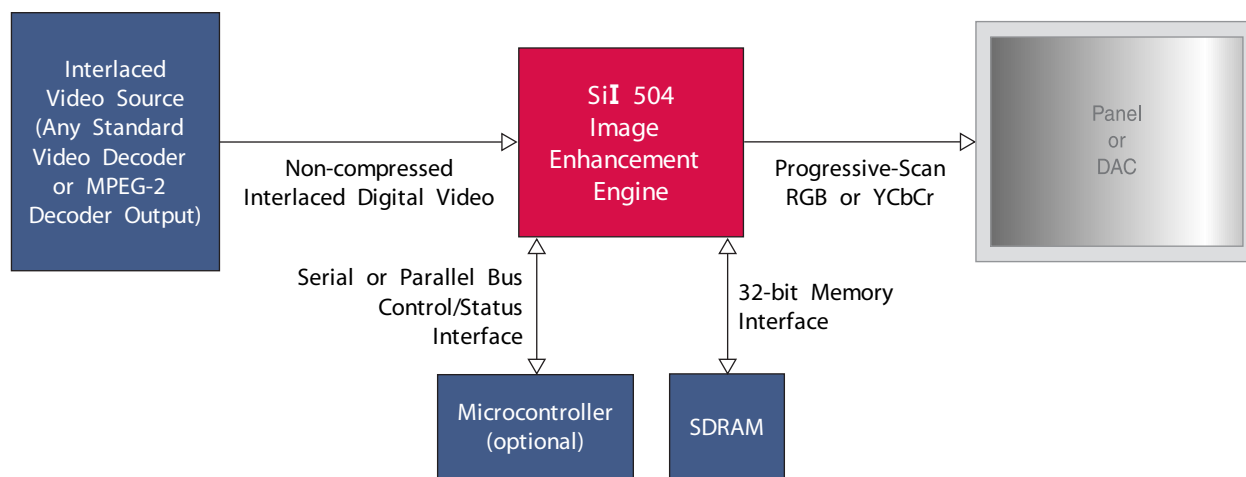 Interlaced
Video Source
(Any Standard
Video Decoder
or MPEG-2
Decoder Output)
Non-compressed
Interlaced Digital Video
SiI 504
Image
Enhancement
Engine
Progressive-Scan
RGB or YCbCr
Panel
or
DAC
Serial or Parallel Bus
Control/Status
Interface
32-bit Memory
Interface
Microcontroller
(optional)
SDRAM